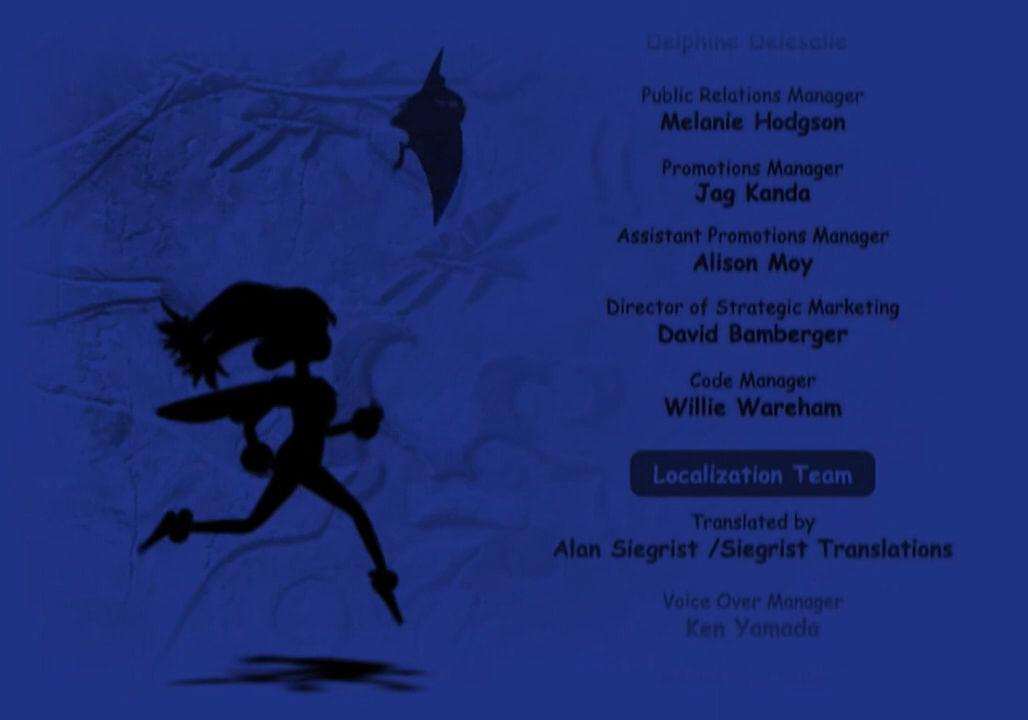 Delphine Delesalle
Public Relations Manager
Melanie Hodgson
Promotions Manager
Jag Kanda
Assistant Promotions Manager
Alison Moy
Director of Strategic Marketing
David Bamberger
Code Manager
Willie Wareham
Localization Team
Translated by
Alan Siegrist /Siegrist Translations
Voice Over Manager
Ken Yamada